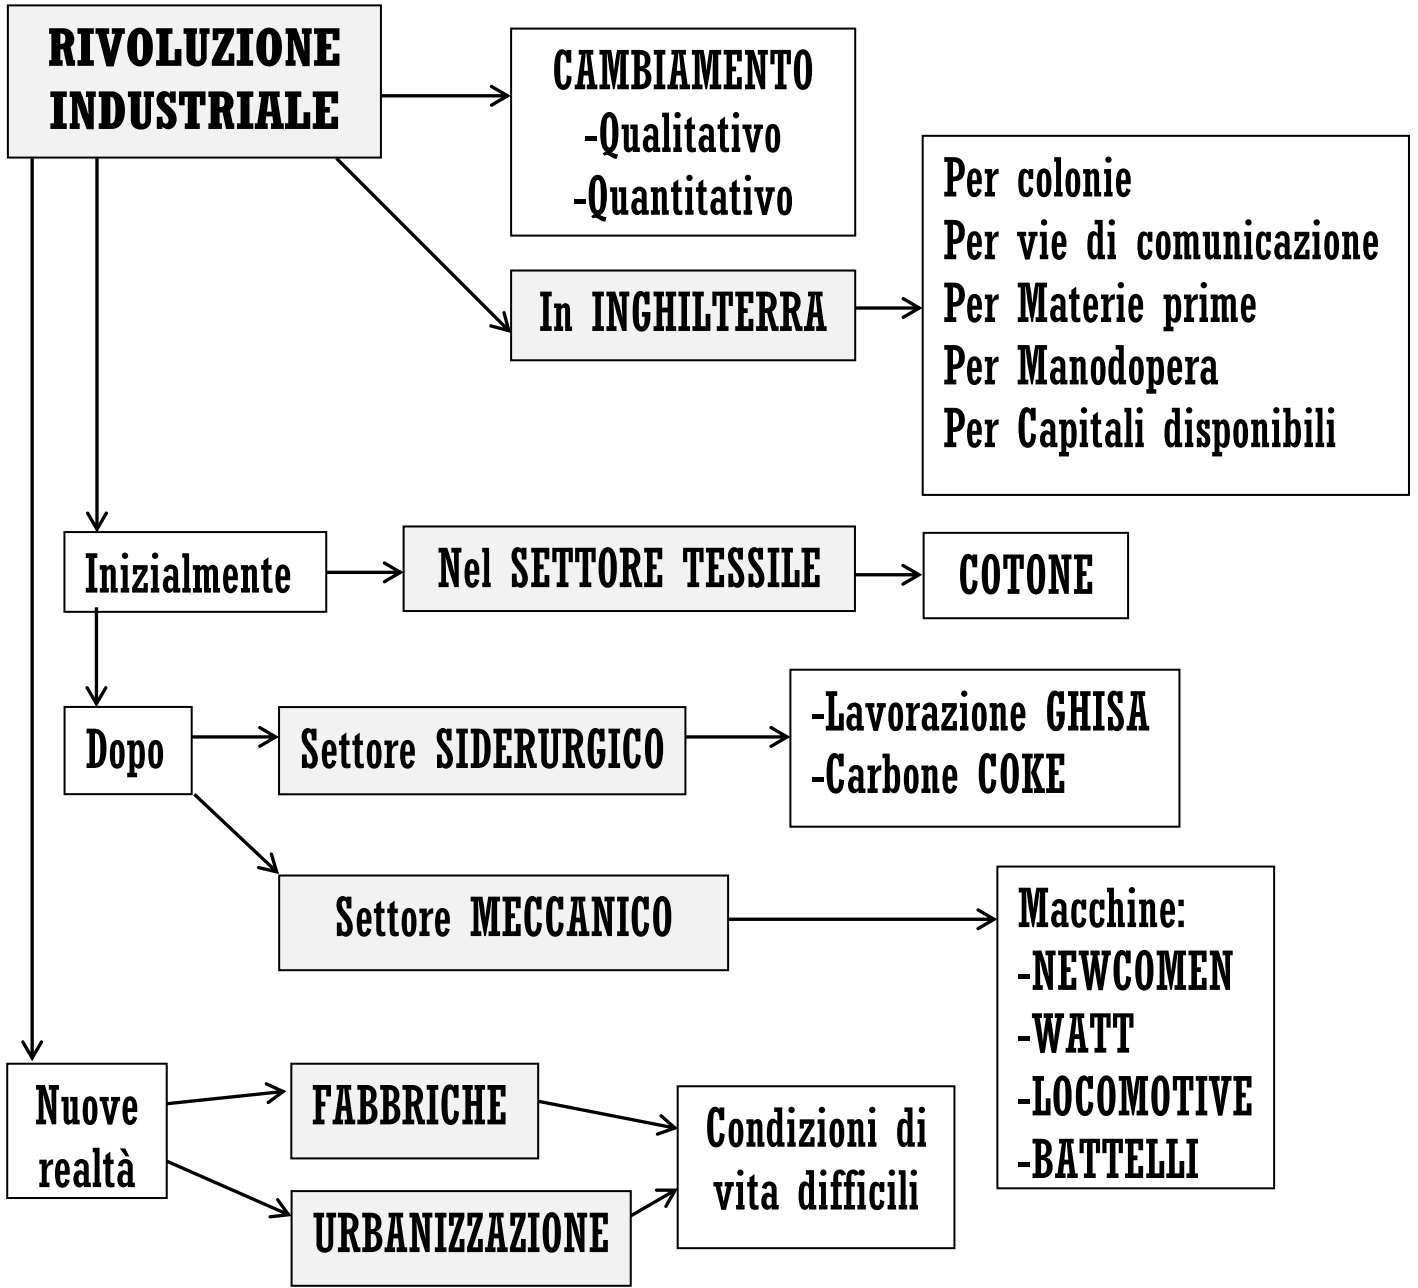 RIVOLUZIONE
INDUSTRIALE
CAMBIAMENTO
-Qualitativo
-Quantitativo
In INGHILTERRA
Per colonie
Per vie di comunicazione
Per Materie prime
Per Manodopera
Per Capitali disponibili
Inizialmente
Nel SETTORE TESSILE
COTONE
Dopo
Settore SIDERURGICO
-Lavorazione GHISA
-Carbone COKE
Settore MECCANICO
Macchine:
-NEWCOMEN
-WATT
-LOCOMOTIVE
-BATTELLI
Nuove
realtà
FABBRICHE
URBANIZZAZIONE
Condizioni di
vita difficili